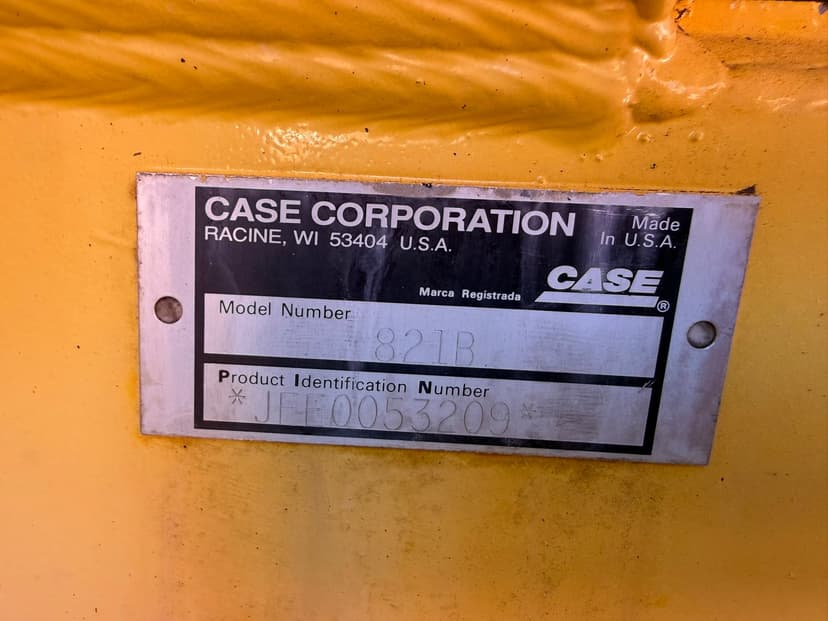 CASE CORPORATION
RACINE, WI 53404 U.S.A.
Made
In U.S.A.
Marca Registrada
CASE®
Model Number
821B
Product Identification Number
*JEE0053209*